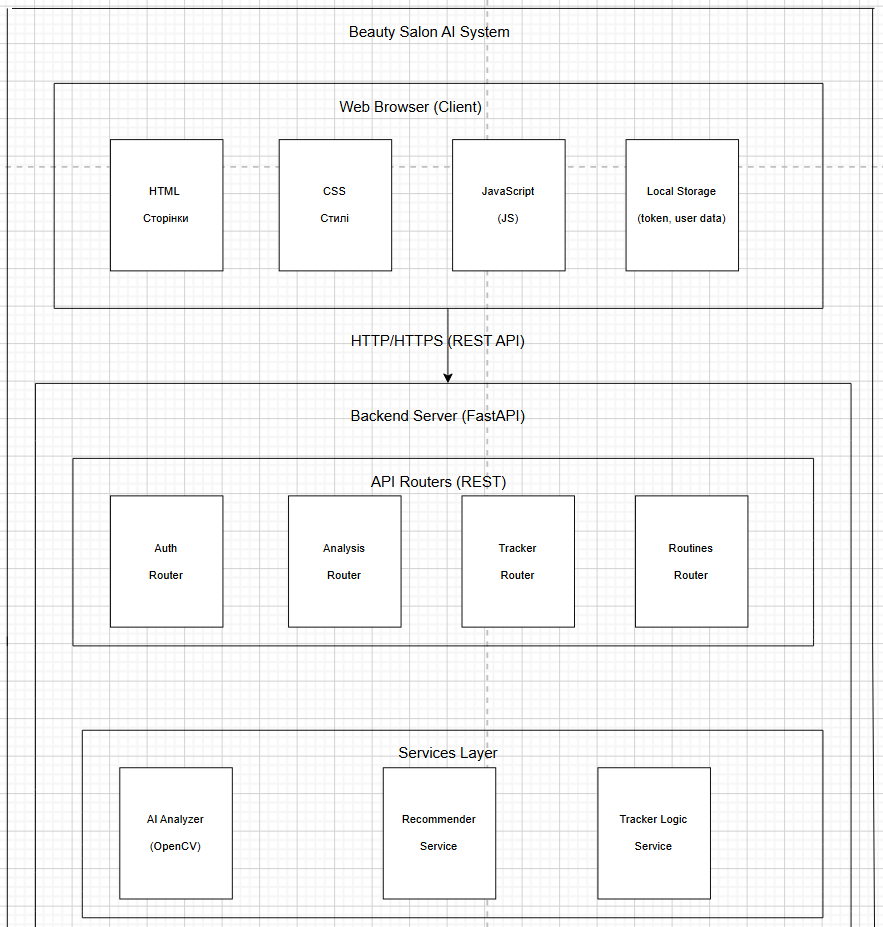 Beauty Salon AI System
Web Browser (Client)
HTML
Сторінки
CSS
Стилі
JavaScript
(JS)
Local Storage
(token, user data)
HTTP/HTTPS (REST API)
Backend Server (FastAPI)
API Routers (REST)
Auth
Router
Analysis
Router
Tracker
Router
Routines
Router
Services Layer
AI Analyzer
(OpenCV)
Recommender
Service
Tracker Logic
Service